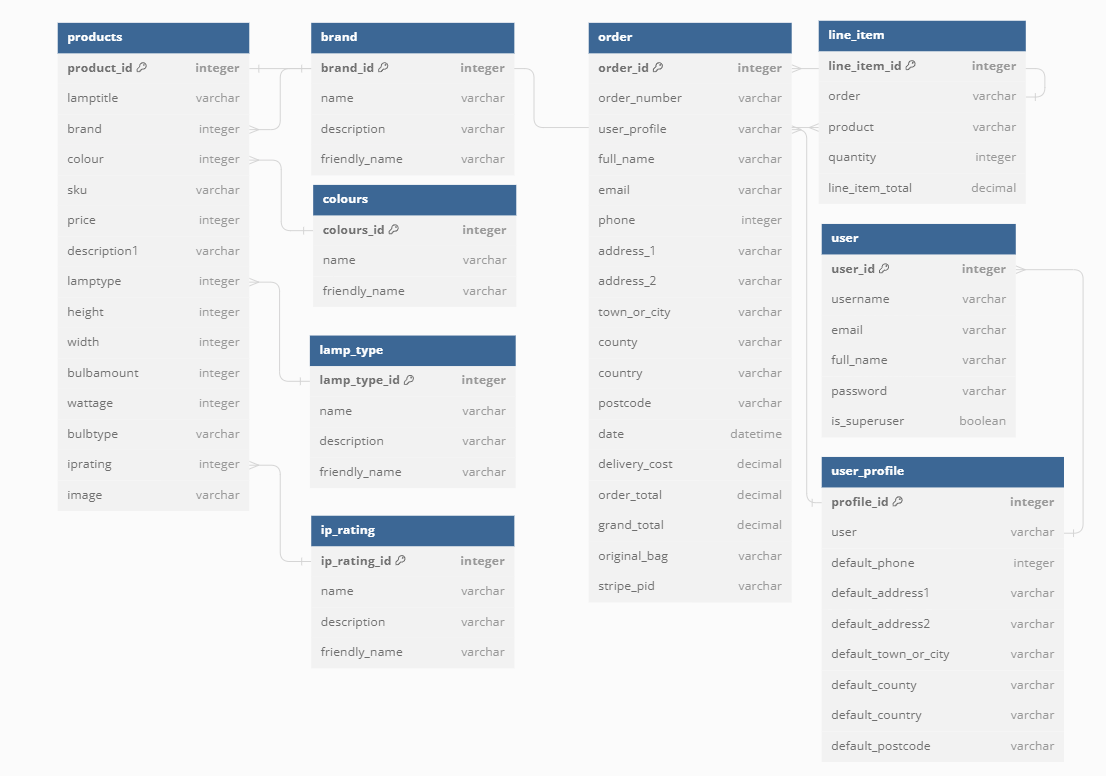 products
product_id integer
lamptitle varchar
brand integer
colour integer
sku varchar
price integer
description1 varchar
lamptype integer
height integer
width integer
bulbamount integer
wattage integer
bulbtype varchar
iprating integer
image varchar
brand
brand_id integer
name varchar
description varchar
friendly_name varchar
colours
colours_id integer
name varchar
friendly_name varchar
lamp_type
lamp_type_id integer
name varchar
description varchar
friendly_name varchar
ip_rating
ip_rating_id integer
name varchar
description varchar
friendly_name varchar
order
order_id integer
order_number varchar
user_profile varchar
full_name varchar
email varchar
phone integer
address_1 varchar
address_2 varchar
town_or_city varchar
county varchar
country varchar
postcode varchar
date datetime
delivery_cost decimal
order_total decimal
grand_total decimal
original_bag varchar
stripe_pid varchar
line_item
line_item_id integer
order varchar
product varchar
quantity integer
line_item_total decimal
user
user_id integer
username varchar
email varchar
full_name varchar
password varchar
is_superuser boolean
user_profile
profile_id integer
user varchar
default_phone integer
default_address1 varchar
default_address2 varchar
default_town_or_city varchar
default_county varchar
default_country varchar
default_postcode varchar